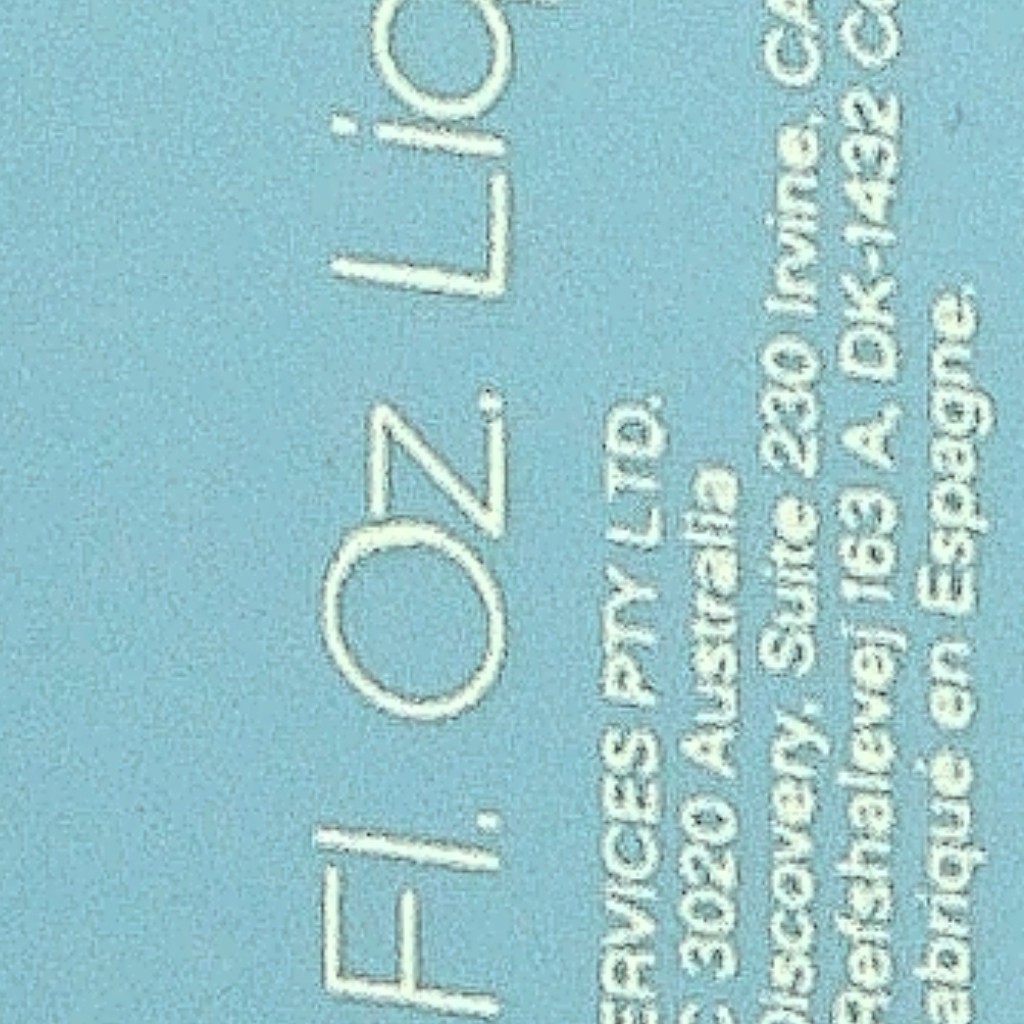 Fl. Oz. Liq
ERVICES PTY LTD.
C 3020 Australia
Discovery, Suite 230 Irvine, CA
Refshalevej 163 A. DK-1432 Co
abriqué en Espagne.